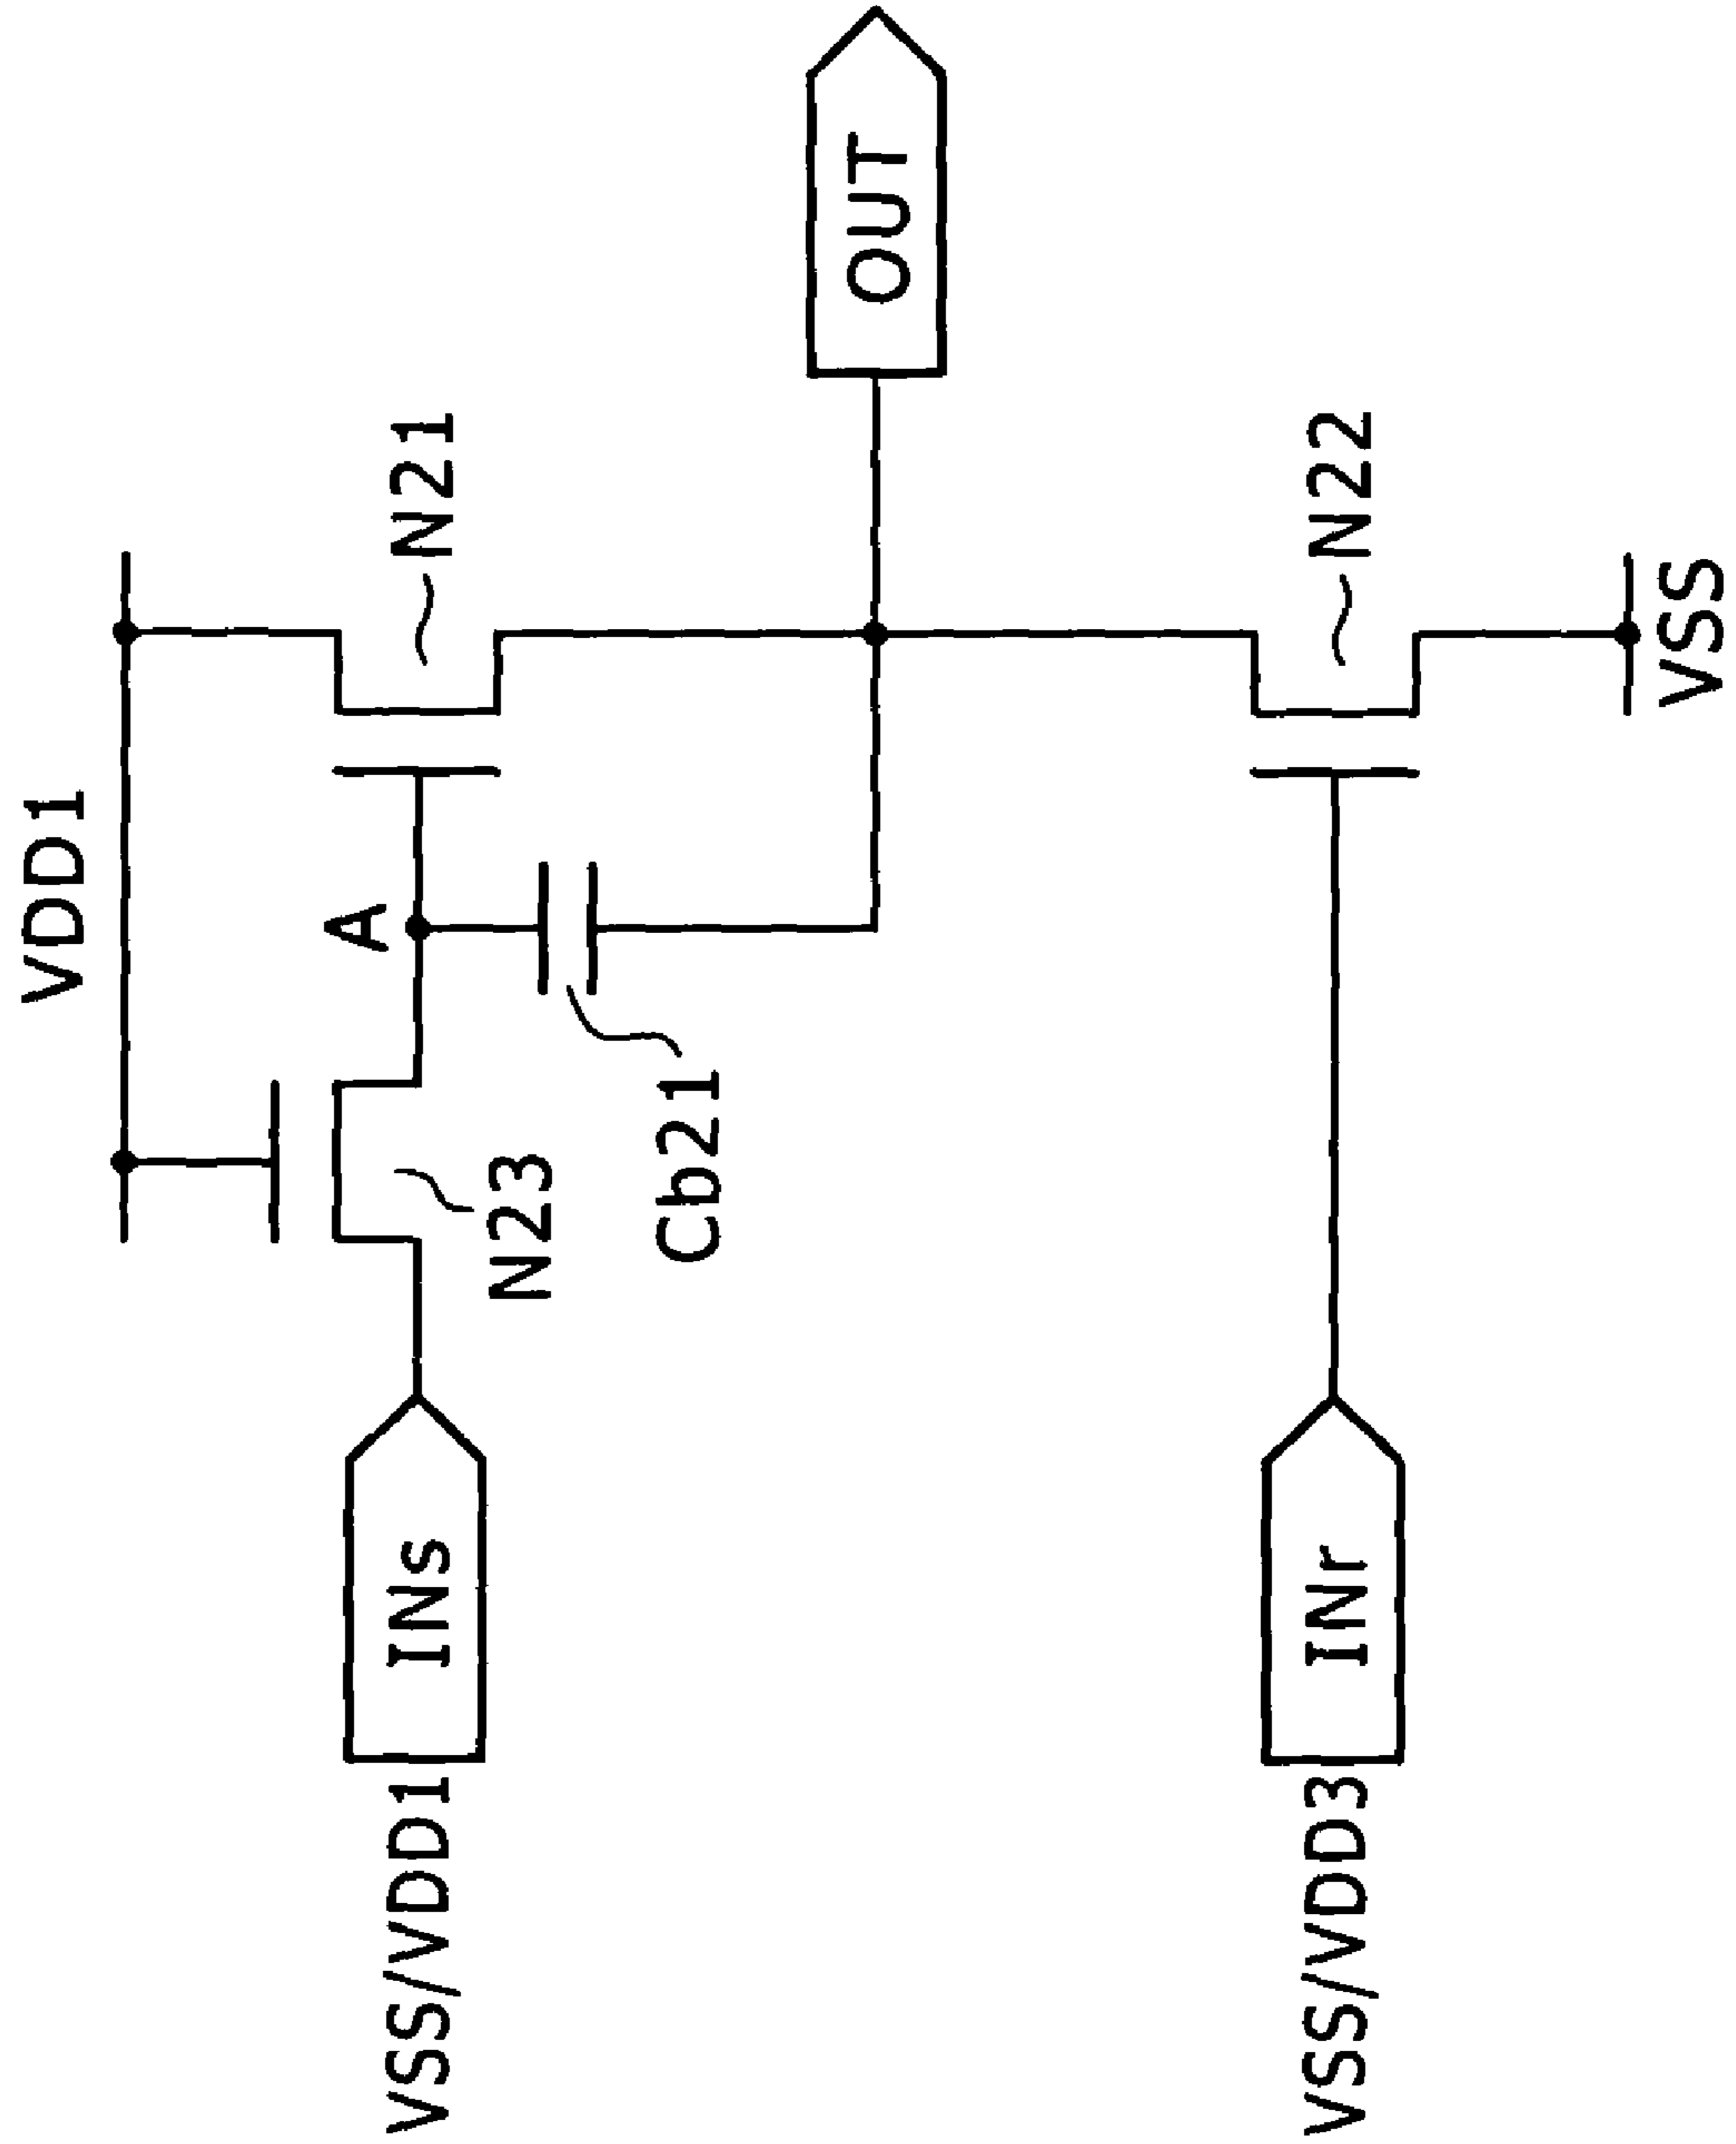 VDD1
A
N21
N23
Cb21
VSS/VDD1
INs
OUT
N22
VSS/VDD3
INr
VSS